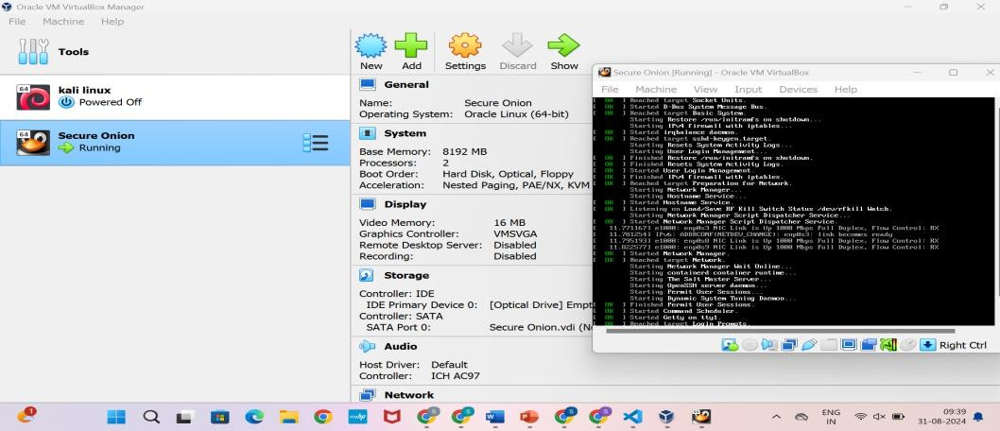 Oracle VM VirtualBox Manager
File Machine Help
Tools
New Add Settings Discard Show
64
kali linux
Powered Off
64
Secure Onion
Running
General
Name: Secure Onion
Operating System: Oracle Linux (64-bit)
System
Base Memory: 8192 MB
Processors: 2
Boot Order: Hard Disk, Optical, Floppy
Acceleration: Nested Paging, PAE/NX, KVM
Display
Video Memory: 16 MB
Graphics Controller: VMSVGA
Remote Desktop Server: Disabled
Recording: Disabled
Storage
Controller: IDE
IDE Primary Device 0: [Optical Drive] Empt
Controller: SATA
SATA Port 0: Secure Onion.vdi (No
Audio
Host Driver: Default
Controller: ICH AC97
Network
Secure Onion [Running] - Oracle VM VirtualBox
File Machine View Input Devices Help
[ OK ] Reached target Socket Units.
[ OK ] Started D-Bus System Message Bus.
[ OK ] Reached target Basic System.
Starting Restore /run/initramfs on shutdown...
Starting IPv4 firewall with iptables...
[ OK ] Started irqbalance daemon.
[ OK ] Reached target sshd-keygen.target.
Starting Resets System Activity Logs...
Starting User Login Management...
[ OK ] Finished Restore /run/initramfs on shutdown.
[ OK ] Finished Resets System Activity Logs.
[ OK ] Started User Login Management.
[ OK ] Finished IPv4 firewall with iptables.
[ OK ] Reached target Preparation for Network.
Starting Network Manager...
Starting Hostname Service...
[ OK ] Started Hostname Service.
[ OK ] Listening on Load/Save RF Kill Switch Status /dev/rfkill Watch.
Starting Network Manager Script Dispatcher Service...
[ OK ] Started Network Manager Script Dispatcher Service.
[ 11.771167] e1000: enp0s3 NIC Link is Up 1000 Mbps Full Duplex, Flow Control: RX
[ 11.781254] IPv6: ADDRCONF(NETDEV_CHANGE): enp0s3: link becomes ready
[ 11.795193] e1000: enp0s8 NIC Link is Up 1000 Mbps Full Duplex, Flow Control: RX
[ 11.822577] e1000: enp0s9 NIC Link is Up 1000 Mbps Full Duplex, Flow Control: RX
[ OK ] Started Network Manager.
[ OK ] Reached target Network.
Starting Network Manager Wait Online...
Starting containerd container runtime...
Starting The Salt Master Server...
Starting OpenSSH server daemon...
Starting Permit User Sessions...
Starting Dynamic System Tuning Daemon...
[ OK ] Finished Permit User Sessions.
[ OK ] Started Command Scheduler.
[ OK ] Started Getty on tty1.
[ OK ] Reached target Login Prompts.
Right Ctrl
1
ENG
IN
09:39
31-08-2024